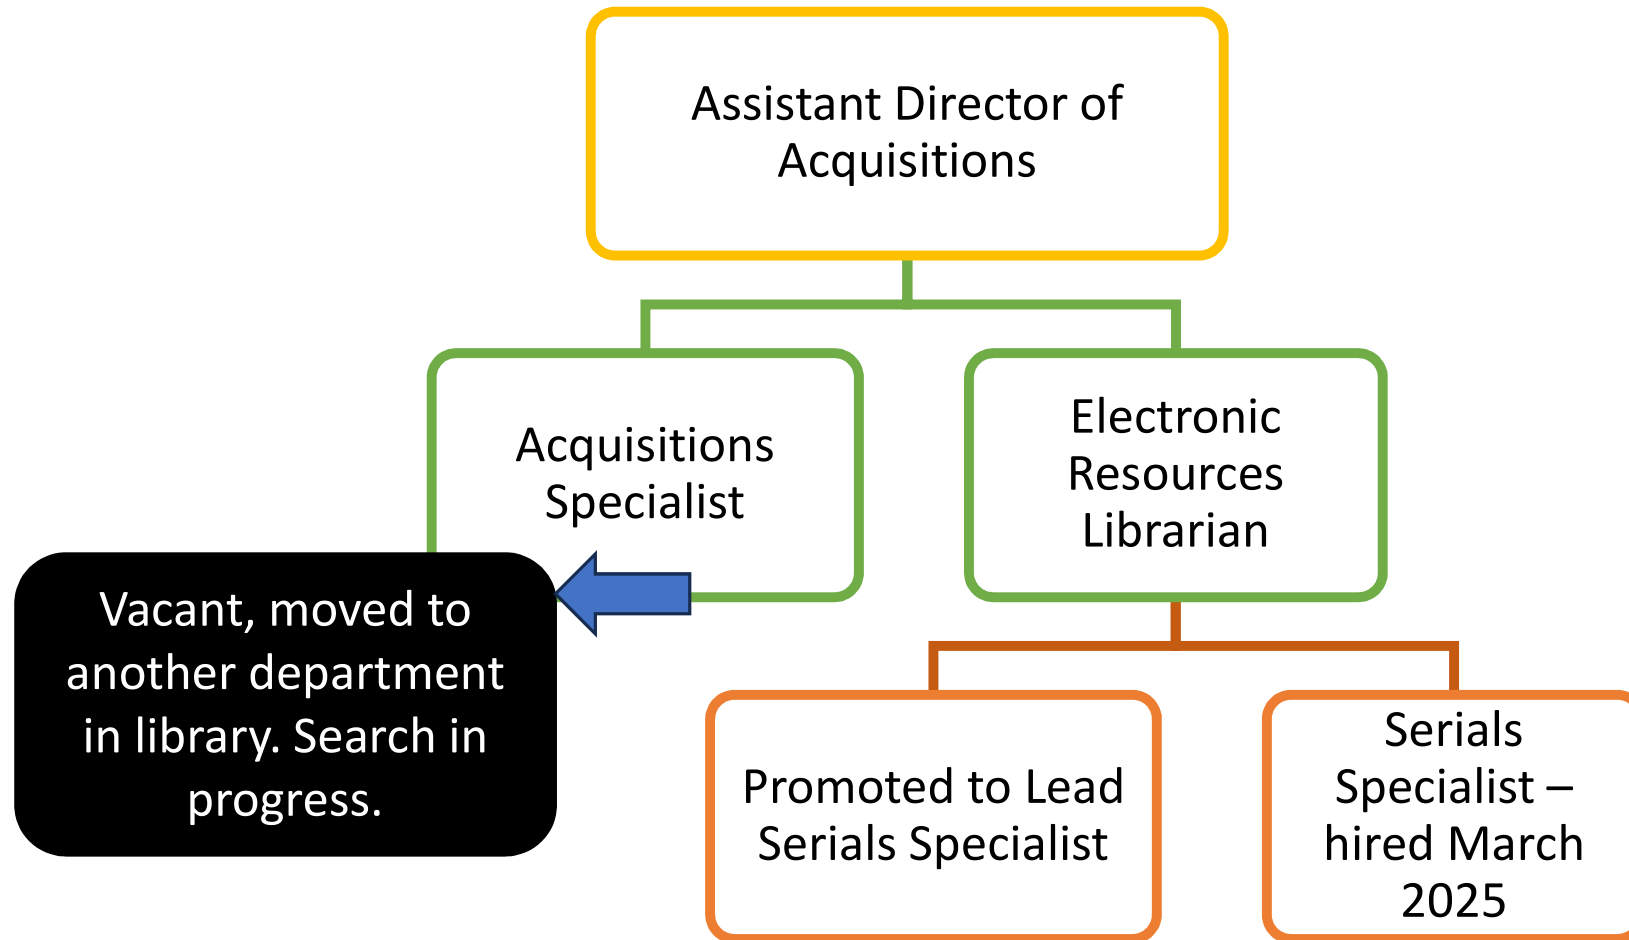 Assistant Director of
Acquisitions
Acquisitions
Specialist
Electronic
Resources
Librarian
Vacant, moved to
another department
in library. Search in
progress.
Promoted to Lead
Serials Specialist
Serials
Specialist –
hired March
2025